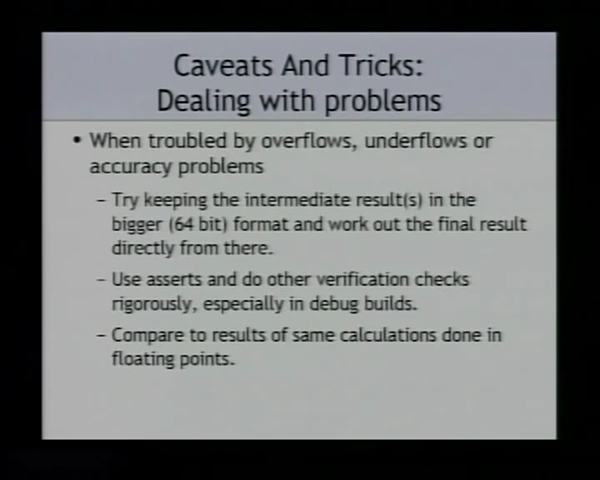 Caveats And Tricks:
Dealing with problems
• When troubled by overflows, underflows or
accuracy problems
– Try keeping the intermediate result(s) in the
bigger (64 bit) format and work out the final result
directly from there.
– Use asserts and do other verification checks
rigorously, especially in debug builds.
– Compare to results of same calculations done in
floating points.